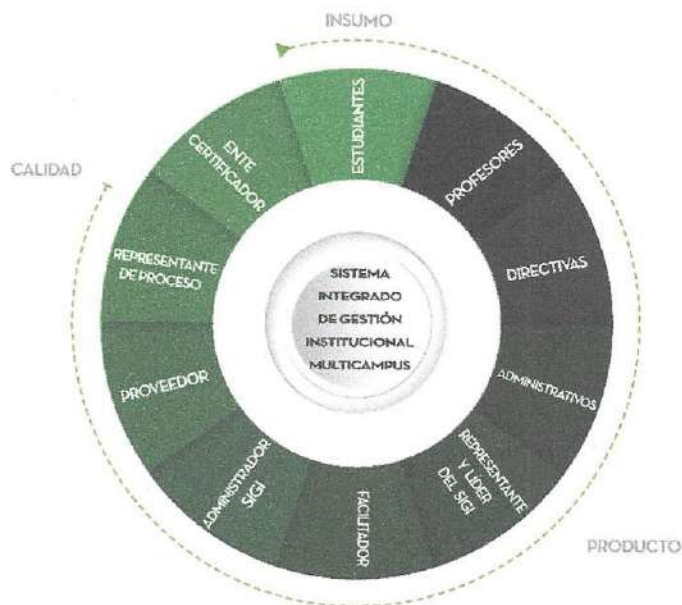 INSUMO
ESTUDIANTES
PROFESORES
DIRECTIVAS
ADMINISTRATIVOS
REPRESENTANTE
Y LÍDER
DEL SIGI
FACILITADOR
ADMINISTRADOR
SIGI
PROVEEDOR
REPRESENTANTE
DE PROCESO
ENTE
CERTIFICADOR
CALIDAD
PRODUCTO
SISTEMA
INTEGRADO
DE GESTIÓN
INSTITUCIONAL
MULTICAMPUS